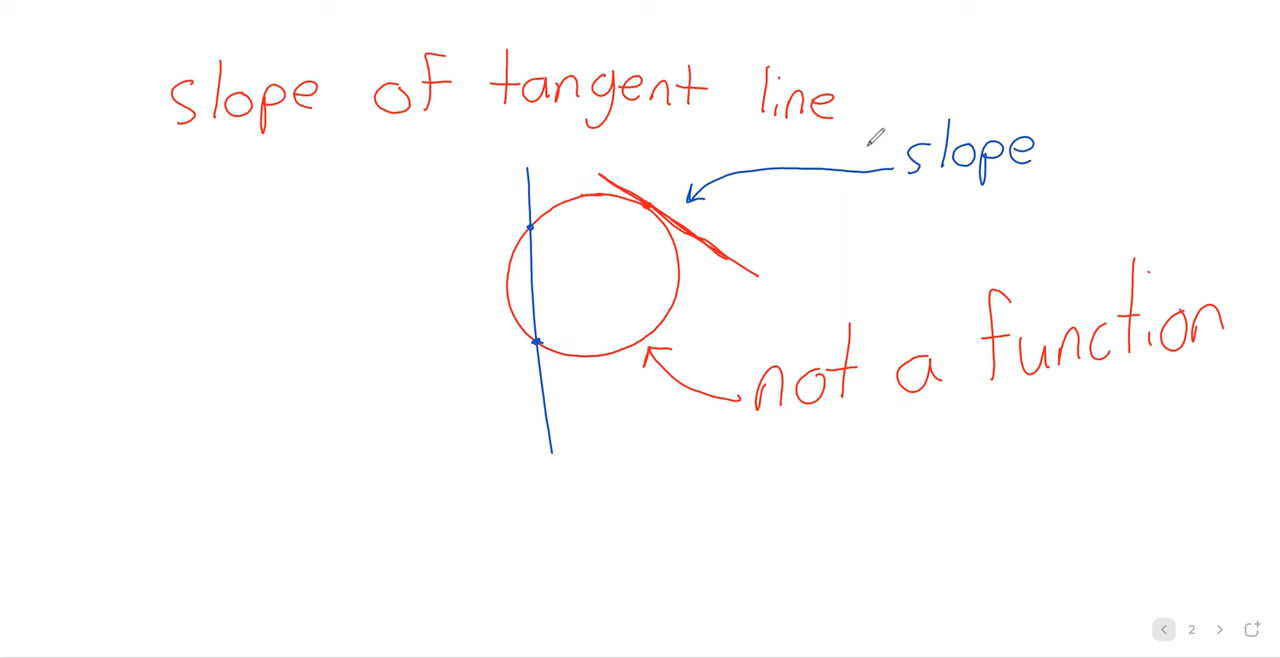 slope of tangent line
slope
not a function
2